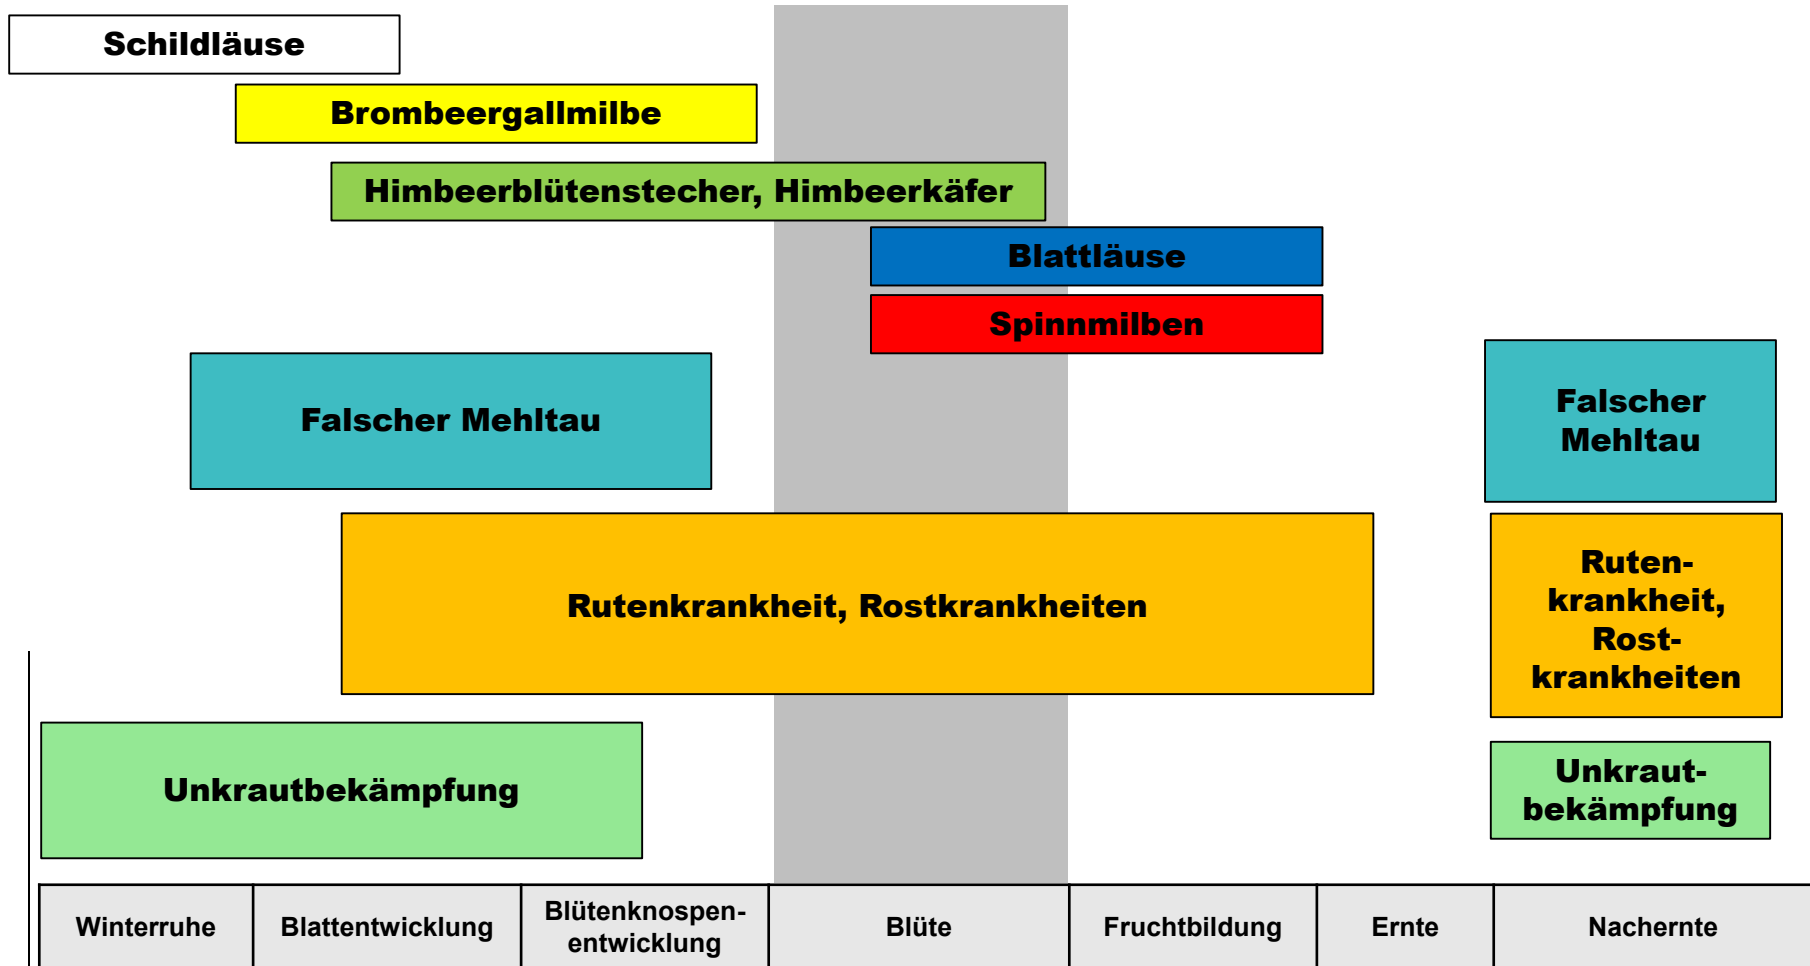 Schildläuse
Brombeergallmilbe
Himbeerblütenstecher, Himbeerkäfer
Blattläuse
Spinnmilben
Falscher Mehltau
Falscher
Mehltau
Rutenkrankheit, Rostkrankheiten
Ruten-
krankheit,
Rost-
krankheiten
Unkrautbekämpfung
Unkraut-
bekämpfung
Winterruhe
Blattentwicklung
Blütenknospen-
entwicklung
Blüte
Fruchtbildung
Ernte
Nachernte